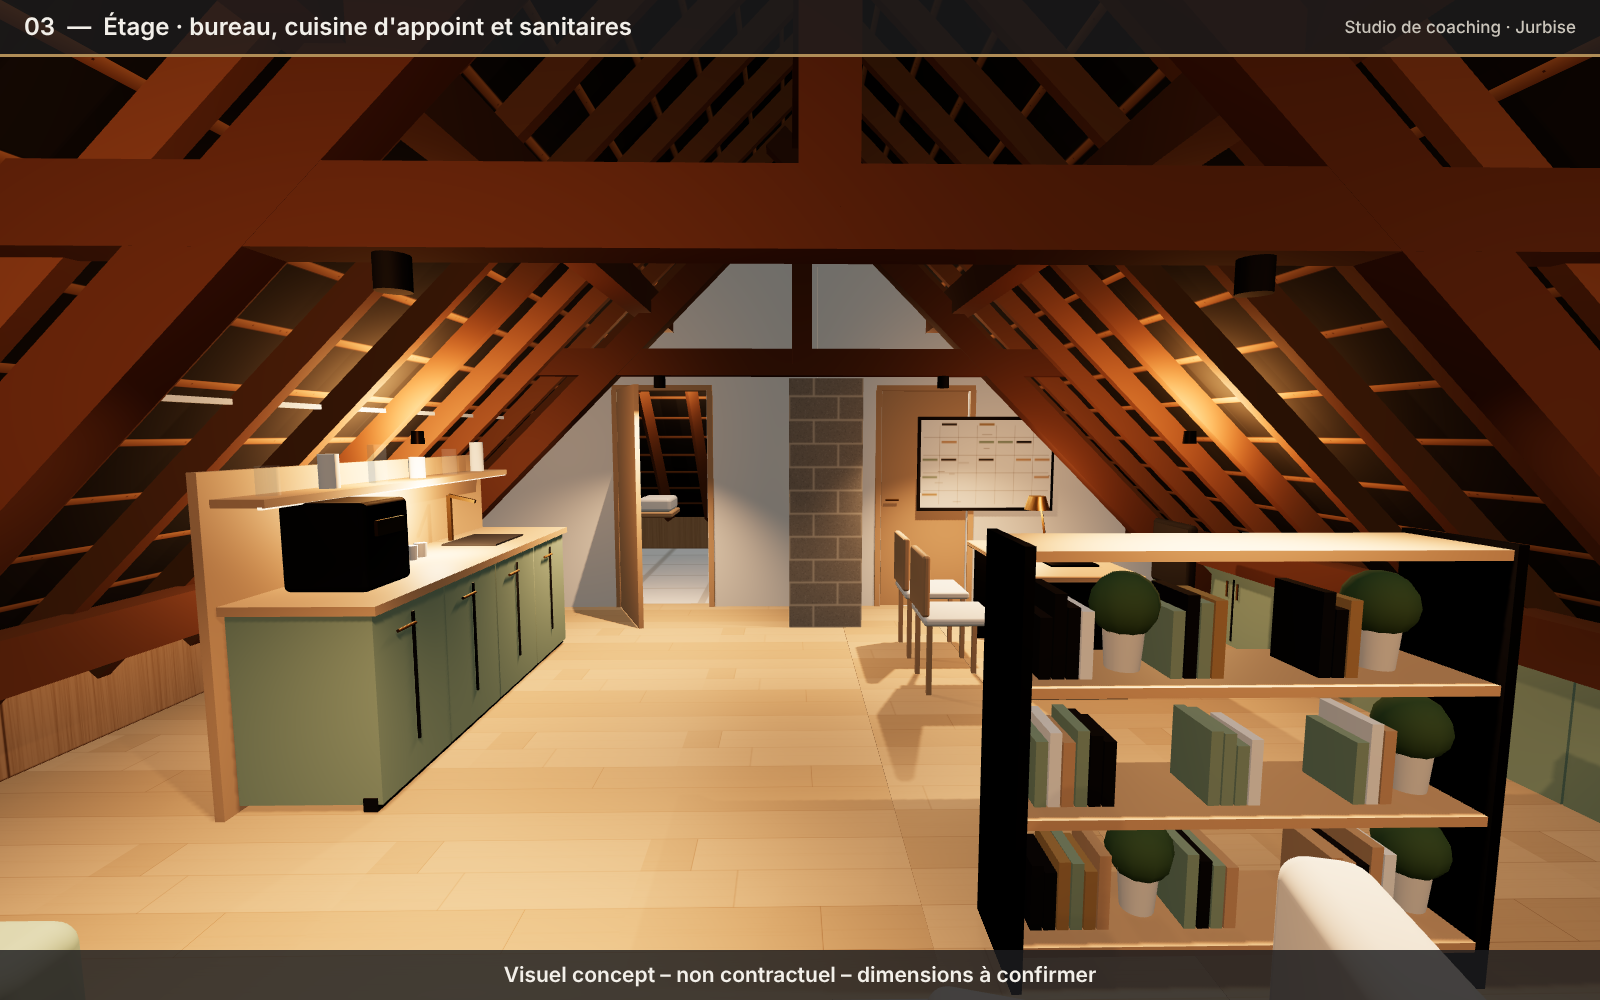 03 — Étage · bureau, cuisine d'appoint et sanitaires
Studio de coaching · Jurbise
Visuel concept – non contractuel – dimensions à confirmer